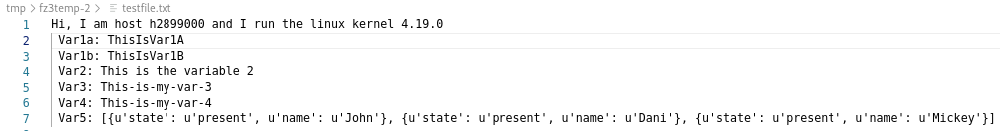 tmp > fz3temp-2 > testfile.txt
1 Hi, I am host h2899000 and I run the linux kernel 4.19.0
2 Var1a: ThisIsVar1A
3 Var1b: ThisIsVar1B
4 Var2: This is the variable 2
5 Var3: This-is-my-var-3
6 Var4: This-is-my-var-4
7 Var5: [{u'state': u'present', u'name': u'John'}, {u'state': u'present', u'name': u'Dani'}, {u'state': u'present', u'name': u'Mickey'}]